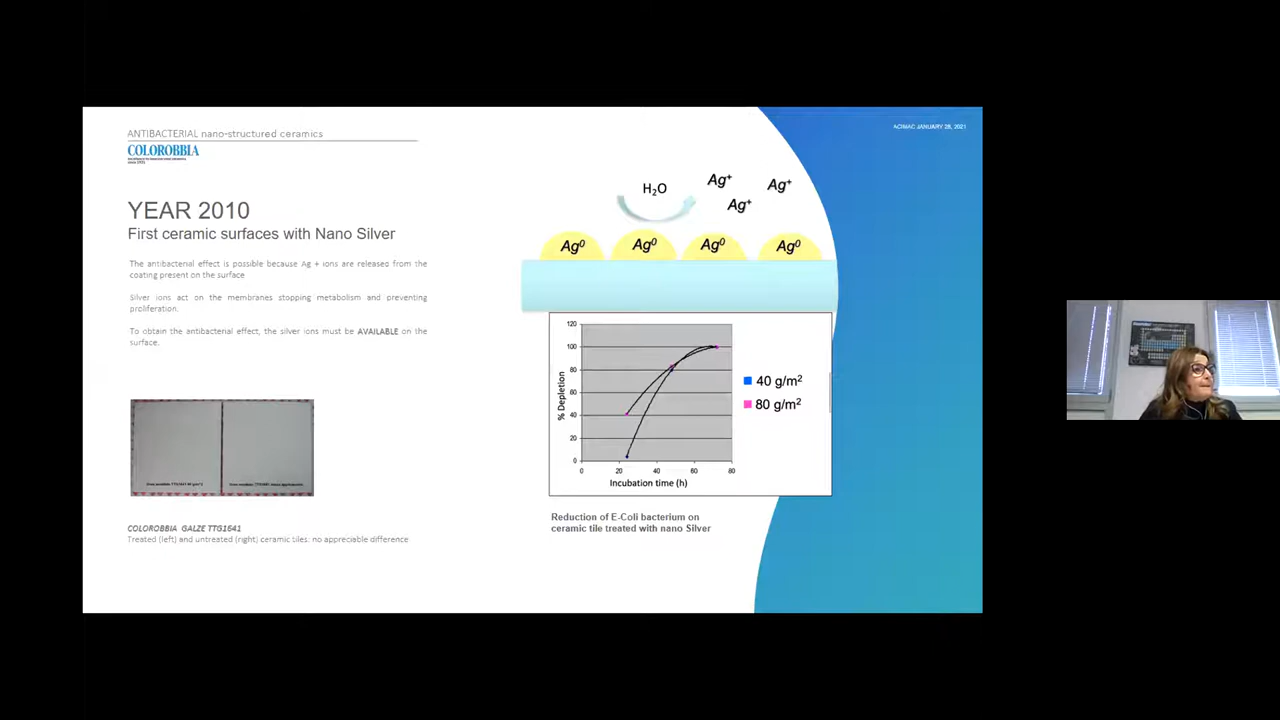 ANTIBACTERIAL nano-structured ceramics
COLOROBBIA
ACIMAC JANUARY 28, 2021
YEAR 2010
First ceramic surfaces with Nano Silver
The antibacterial effect is possible because Ag + ions are released from the
coating present on the surface
Silver ions act on the membranes stopping metabolism and preventing
proliferation.
To obtain the antibacterial effect, the silver ions must be AVAILABLE on the
surface.
COLOROBBIA GALZE TTG1641
Treated (left) and untreated (right) ceramic tiles: no appreciable difference
H2O
Ag+
Ag+
Ag+
Ag0
Ag0
Ag0
Ag0
120
100
80
60
40
20
0
% Depletion
0
20
40
60
80
Incubation time (h)
40 g/m2
80 g/m2
Reduction of E-Coli bacterium on
ceramic tile treated with nano Silver